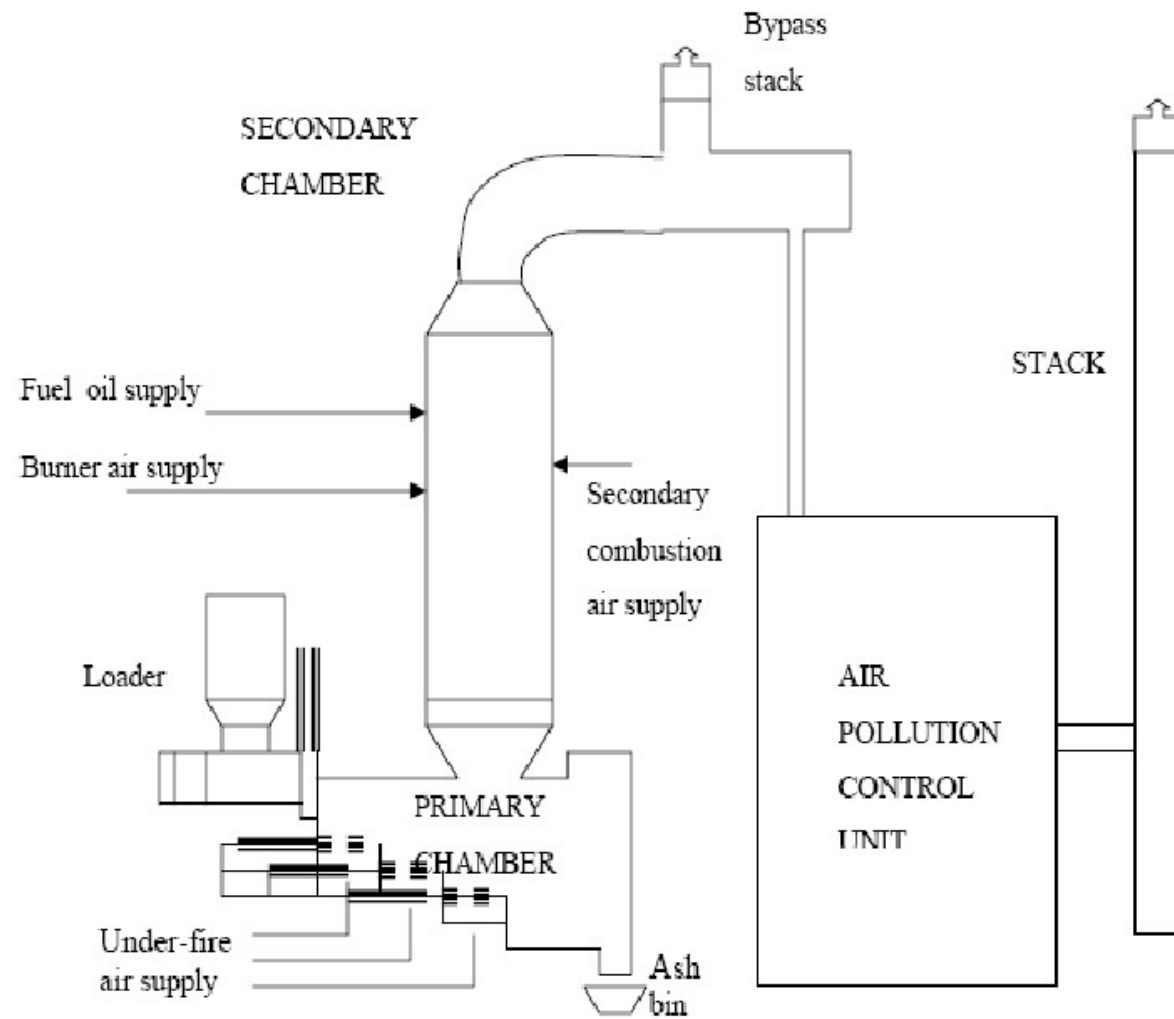 Bypass
stack
SECONDARY
CHAMBER
STACK
Fuel oil supply
Burner air supply
Secondary
combustion
air supply
Loader
AIR
POLLUTION
CONTROL
UNIT
PRIMARY
CHAMBER
Under-fire
air supply
Ash
bin